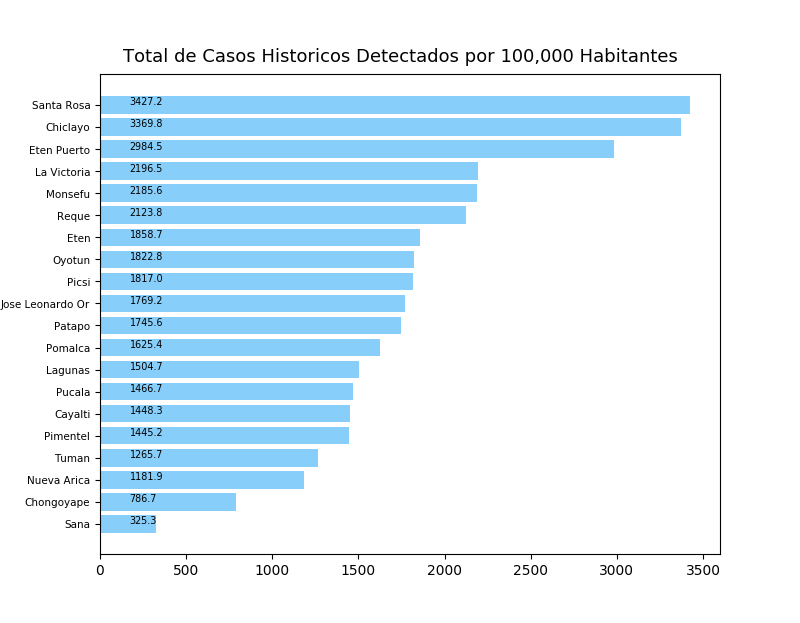 Total de Casos Historicos Detectados por 100,000 Habitantes
Santa Rosa 3427.2
Chiclayo 3369.8
Eten Puerto 2984.5
La Victoria 2196.5
Monsefu 2185.6
Reque 2123.8
Eten 1858.7
Oyotun 1822.8
Picsi 1817.0
Jose Leonardo Or 1769.2
Patapo 1745.6
Pomalca 1625.4
Lagunas 1504.7
Pucala 1466.7
Cayalti 1448.3
Pimentel 1445.2
Tuman 1265.7
Nueva Arica 1181.9
Chongoyape 786.7
Sana 325.3
0 500 1000 1500 2000 2500 3000 3500